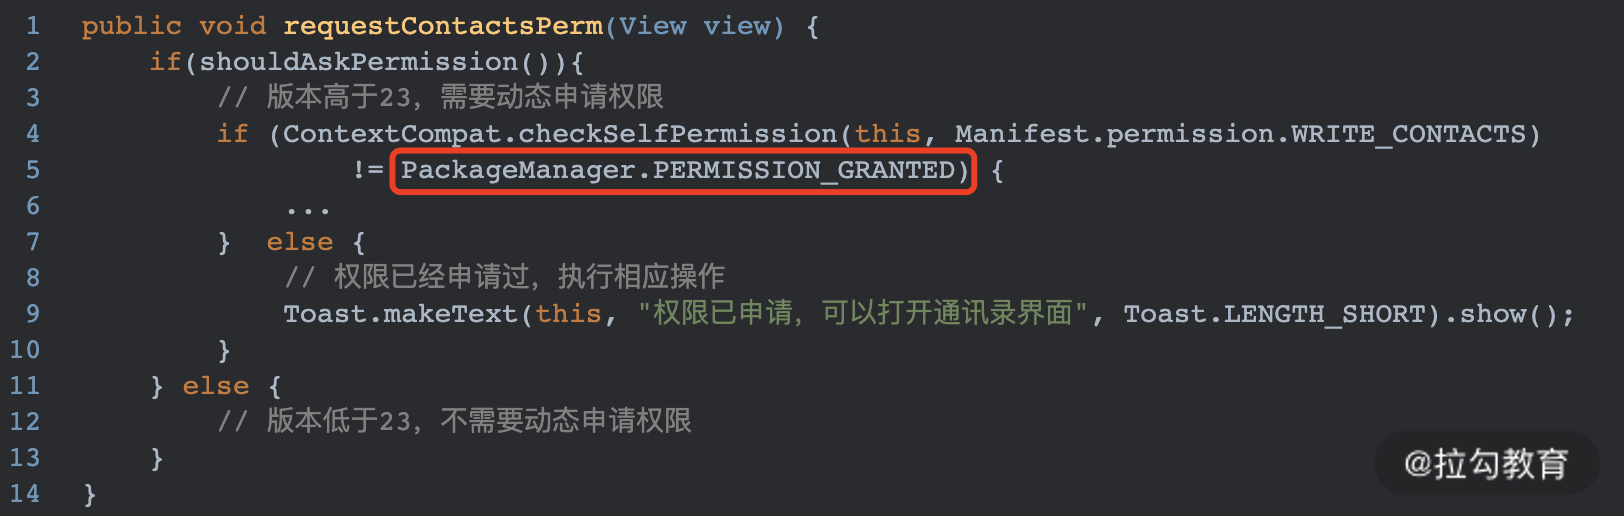 1 public void requestContactsPerm(View view) {
2 if(shouldAskPermission()){
3 // 版本高于23，需要动态申请权限
4 if (ContextCompat.checkSelfPermission(this, Manifest.permission.WRITE_CONTACTS)
5 != PackageManager.PERMISSION_GRANTED) {
6 ...
7 } else {
8 // 权限已经申请过，执行相应操作
9 Toast.makeText(this, "权限已申请，可以打开通讯录界面", Toast.LENGTH_SHORT).show();
10 }
11 } else {
12 // 版本低于23，不需要动态申请权限
13 }
14 }
@拉勾教育